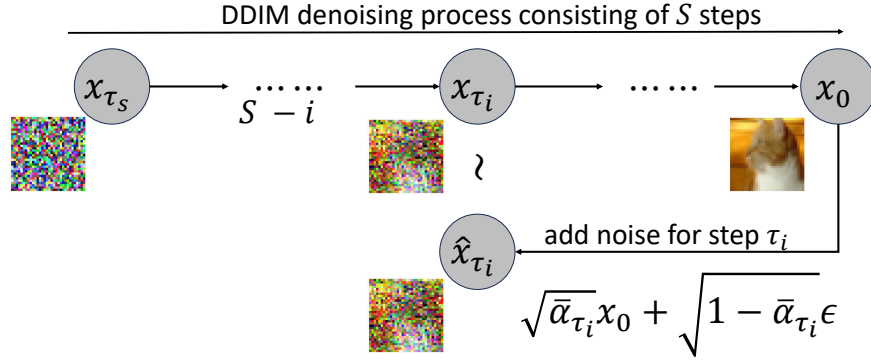 DDIM denoising process consisting of S steps
x_{τ_s} …… x_{τ_i} …… x_0
S − i
≀
x̂_{τ_i} add noise for step τ_i
√(ᾱ_{τ_i}) x_0 + √(1 − ᾱ_{τ_i}) ϵ